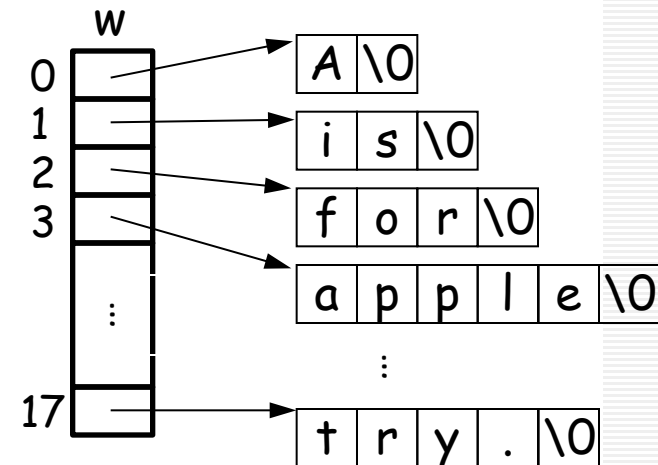 w
0 A \0
1 i s \0
2 f o r \0
3 a p p l e \0
⋮ ⋮
17 t r y . \0